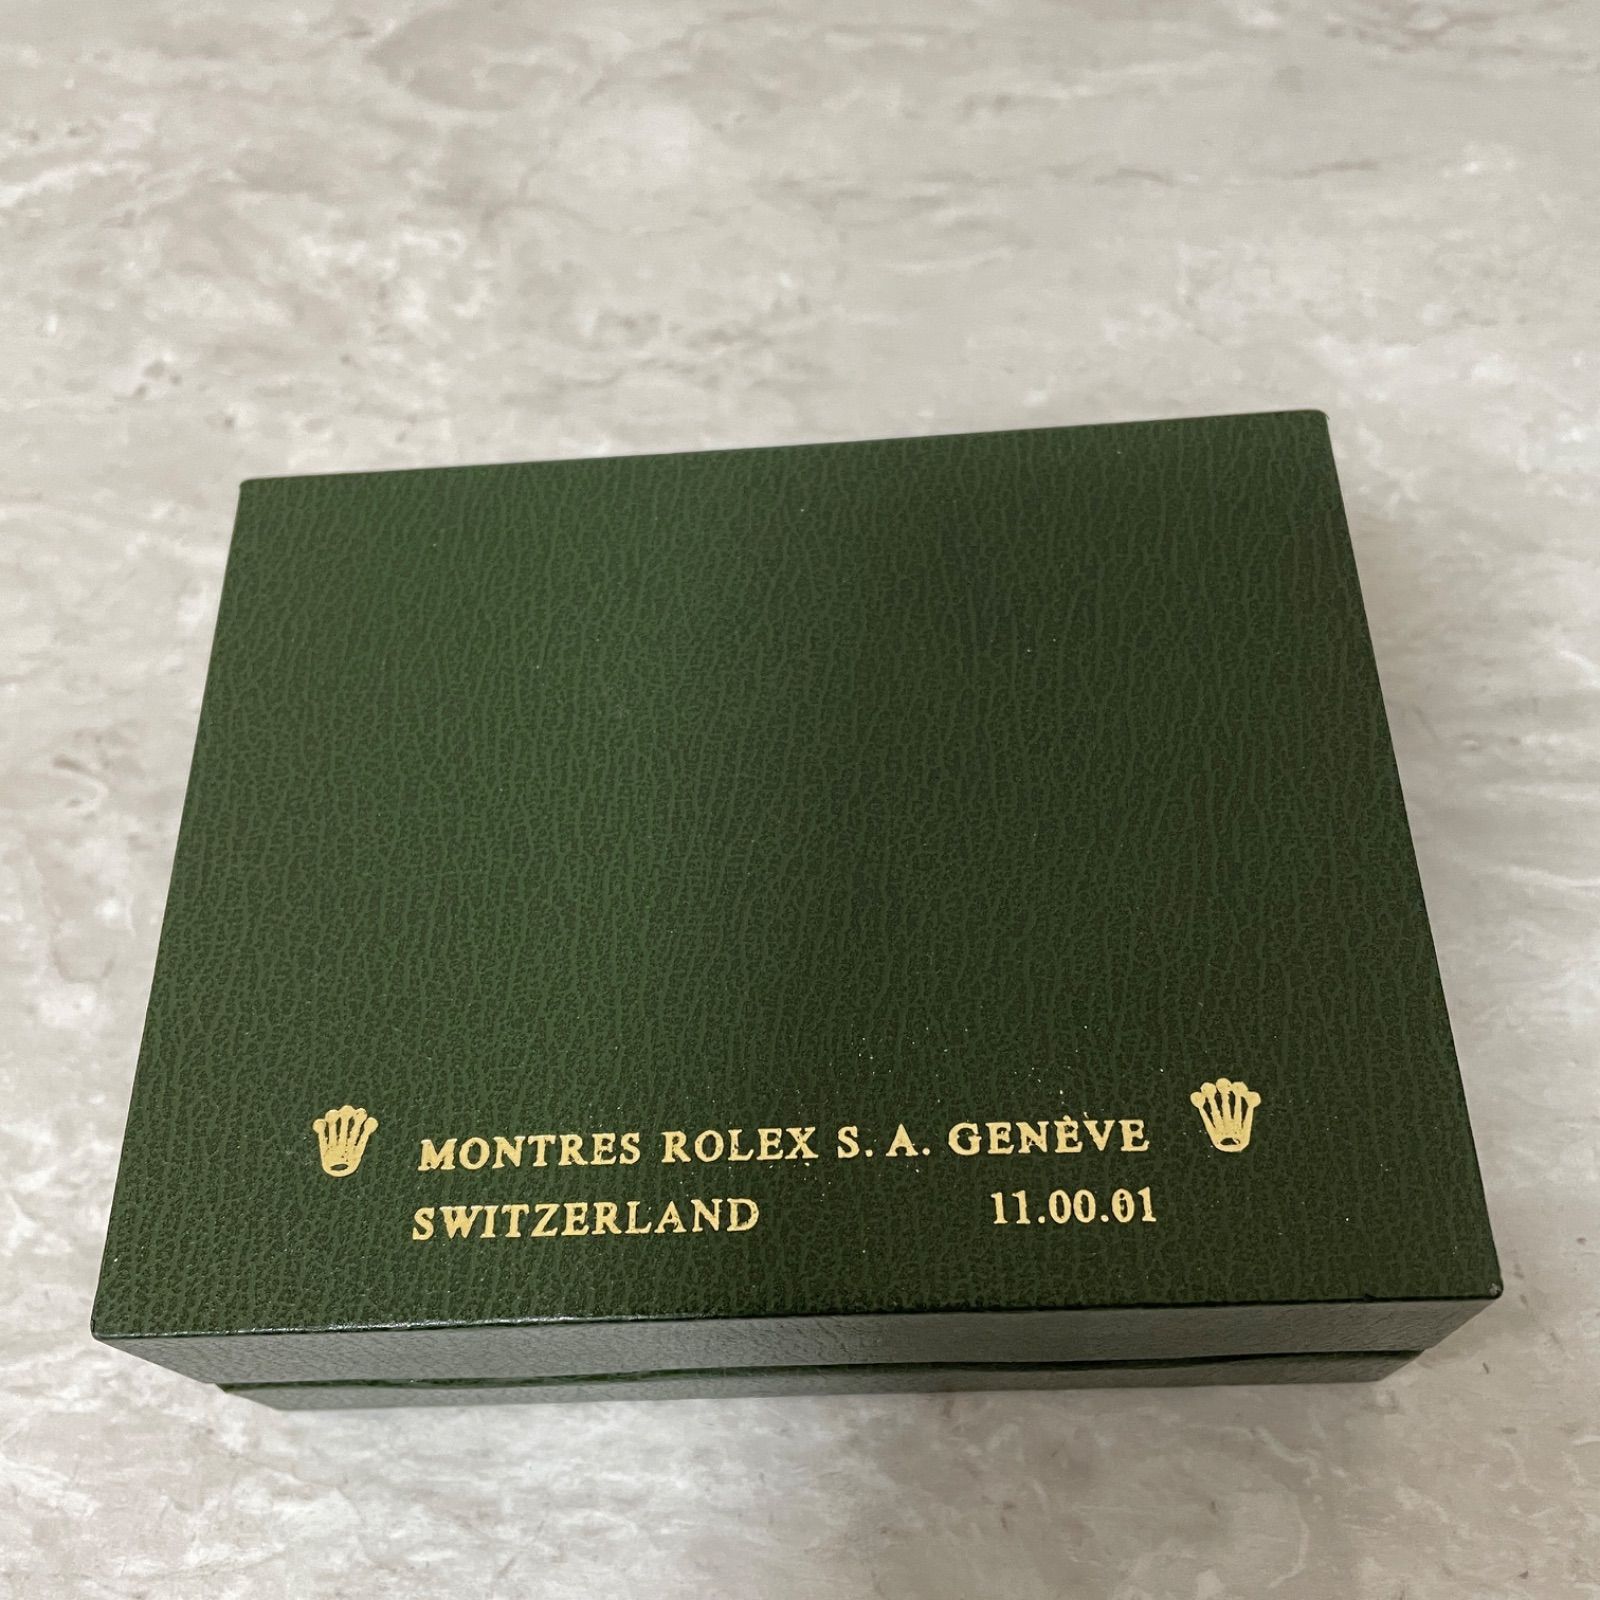 MONTRES ROLEX S. A. GENÈVE
SWITZERLAND 11.00.01